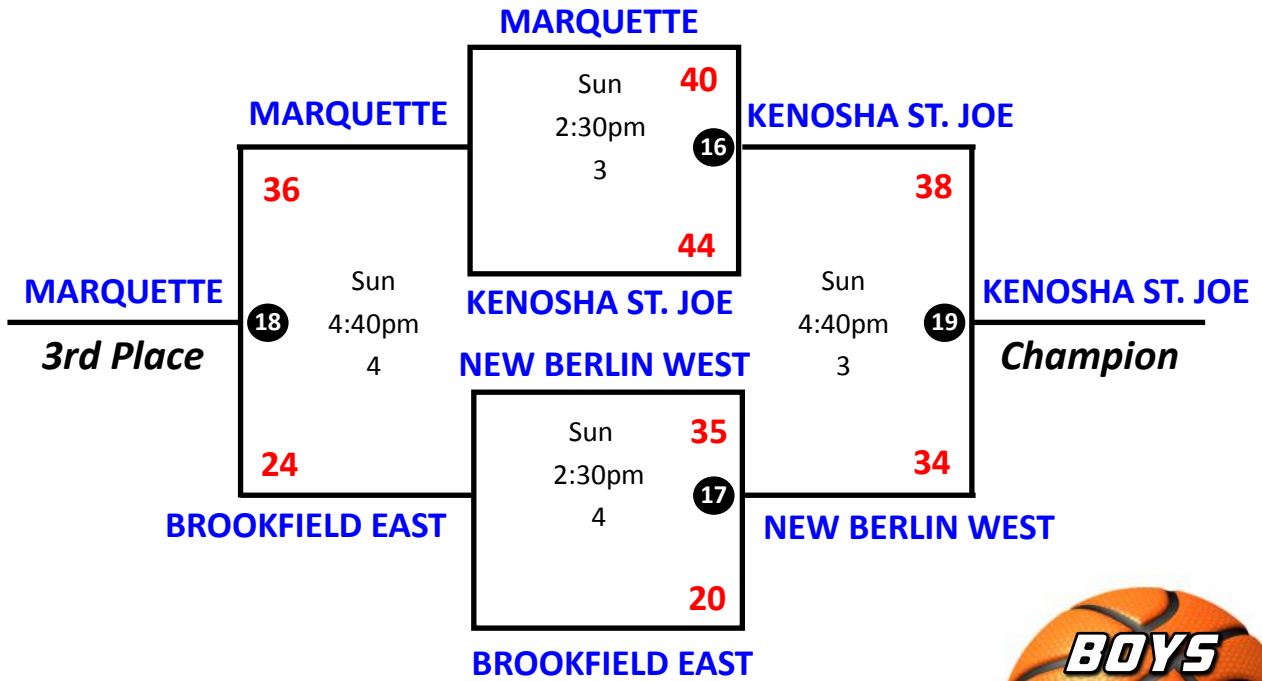 MARQUETTE
Sun
2:30pm
3
40
16
44
KENOSHA ST. JOE
MARQUETTE
36
Sun
4:40pm
4
18
24
BROOKFIELD EAST
MARQUETTE
3rd Place
KENOSHA ST. JOE
38
Sun
4:40pm
3
19
34
NEW BERLIN WEST
KENOSHA ST. JOE
Champion
NEW BERLIN WEST
Sun
2:30pm
4
35
17
20
BROOKFIELD EAST
BOYS